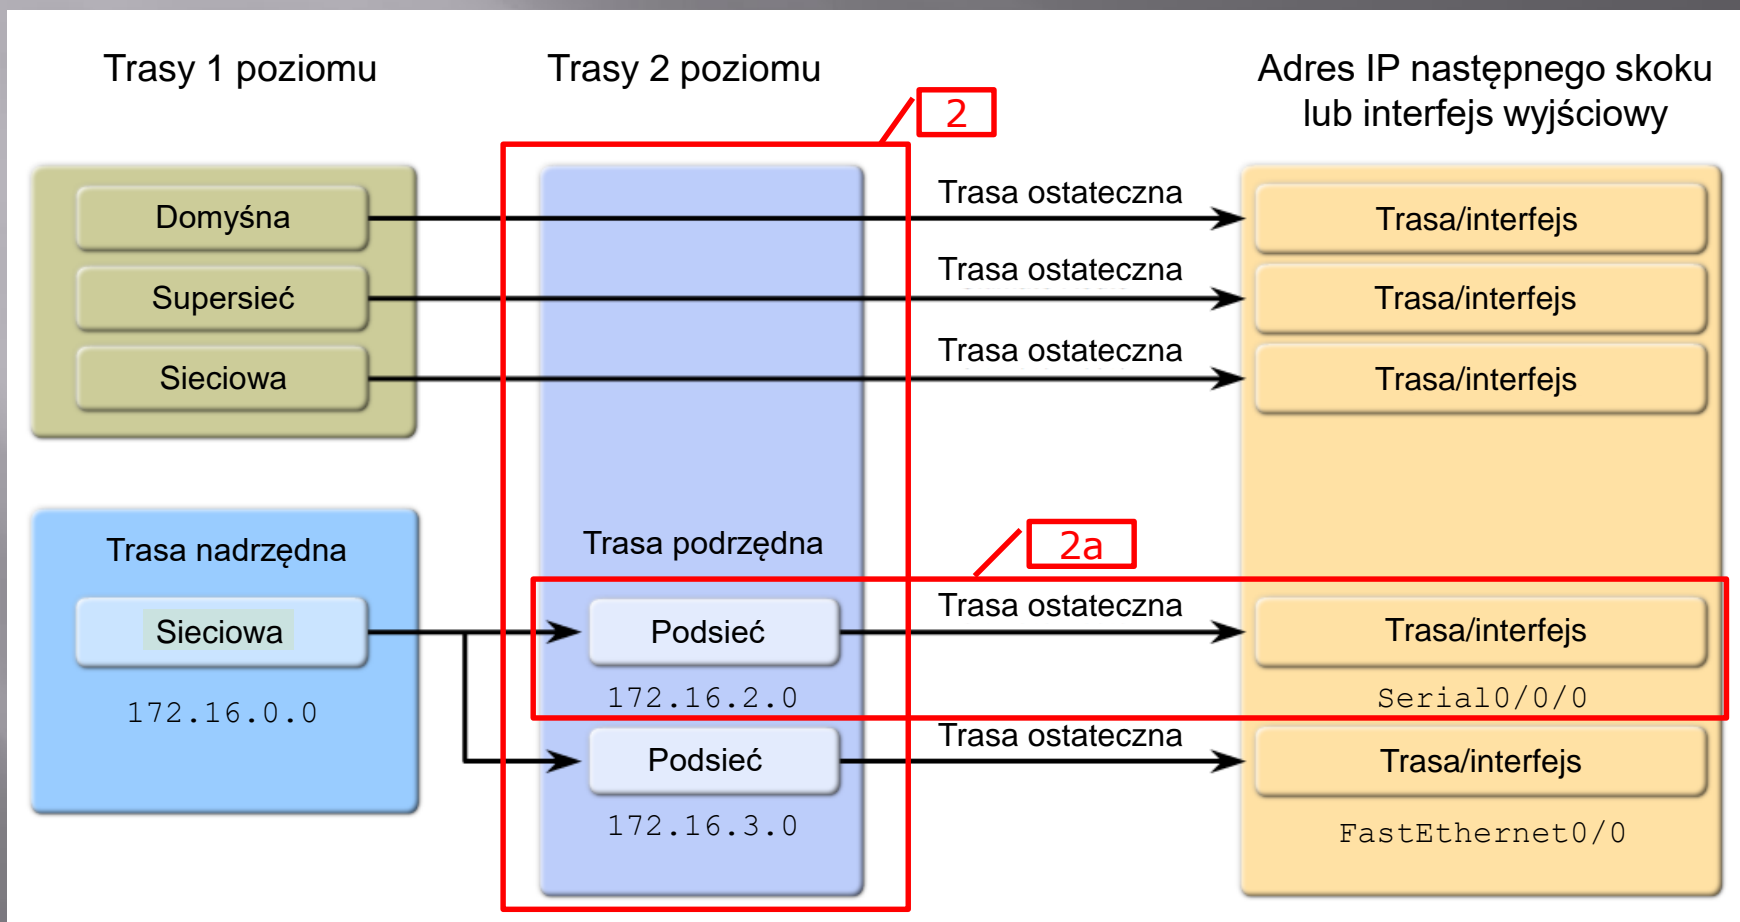 Trasy 1 poziomu
Trasy 2 poziomu
Adres IP następnego skoku
lub interfejs wyjściowy
2
Domyśna
Trasa ostateczna
Trasa/interfejs
Supersieć
Trasa ostateczna
Trasa/interfejs
Sieciowa
Trasa ostateczna
Trasa/interfejs
Trasa nadrzędna
Trasa podrzędna
2a
Sieciowa
172.16.0.0
Podsieć
172.16.2.0
Trasa ostateczna
Trasa/interfejs
Serial0/0/0
Podsieć
172.16.3.0
Trasa ostateczna
Trasa/interfejs
FastEthernet0/0